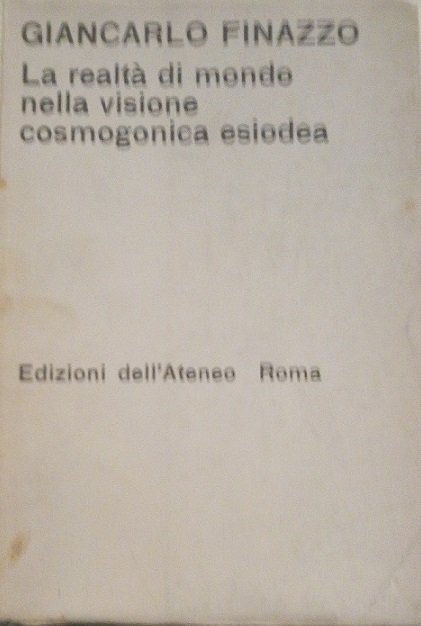 GIANCARLO FINAZZO
La realtà di mondo
nella visione
cosmogonica esiodea
Edizioni dell'Ateneo Roma